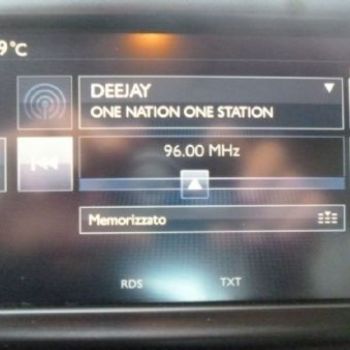 9°C
DEEJAY
ONE NATION ONE STATION
96.00 MHz
Memorizzato
RDS TXT